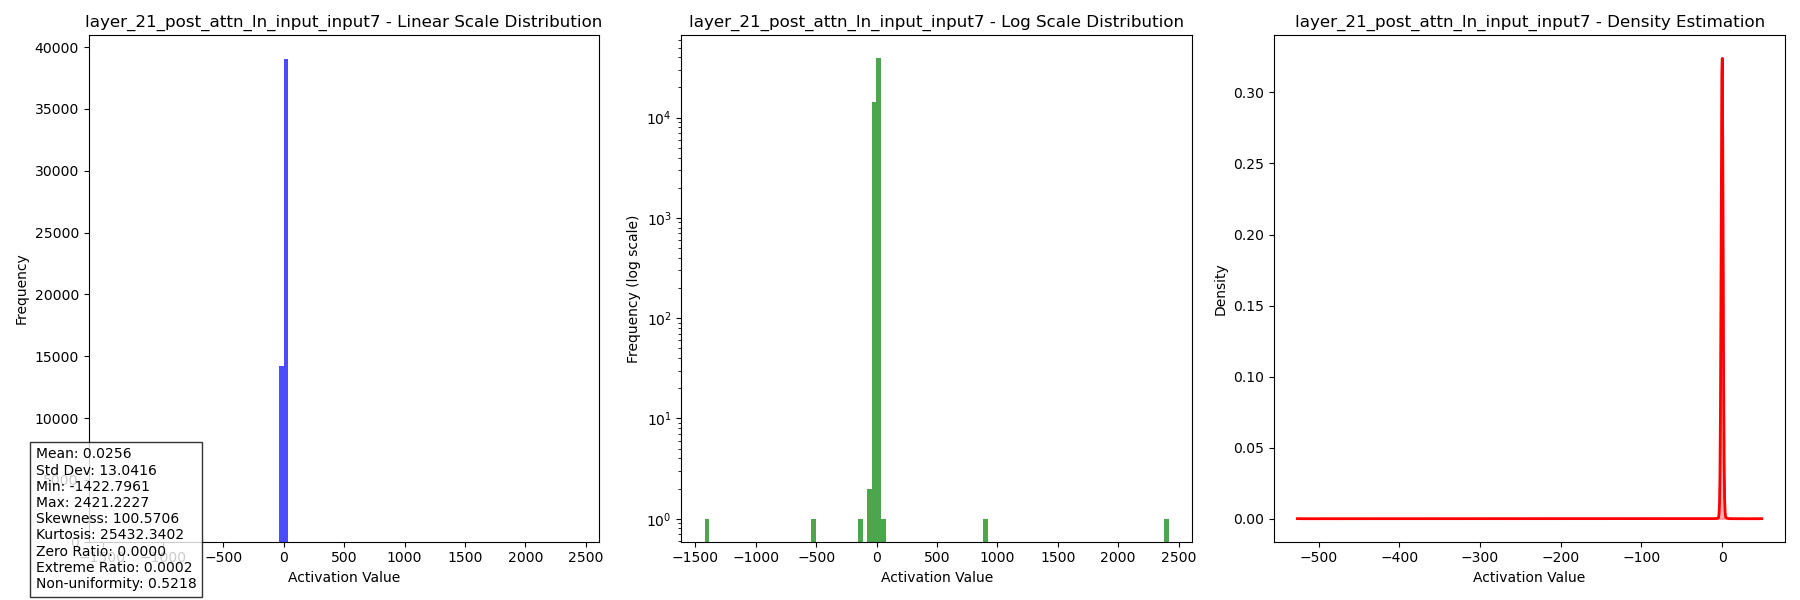 layer_21_post_attn_ln_input_input7 - Linear Scale Distribution
40000
35000
30000
25000
20000
15000
10000
5000
0
Frequency
−1500
−1000
−500
0
500
1000
1500
2000
2500
Activation Value
Mean: 0.0256
Std Dev: 13.0416
Min: -1422.7961
Max: 2421.2227
Skewness: 100.5706
Kurtosis: 25432.3402
Zero Ratio: 0.0000
Extreme Ratio: 0.0002
Non-uniformity: 0.5218
layer_21_post_attn_ln_input_input7 - Log Scale Distribution
10⁴
10³
10²
10¹
10⁰
Frequency (log scale)
−1500
−1000
−500
0
500
1000
1500
2000
2500
Activation Value
layer_21_post_attn_ln_input_input7 - Density Estimation
0.30
0.25
0.20
0.15
0.10
0.05
0.00
Density
−500
−400
−300
−200
−100
0
Activation Value